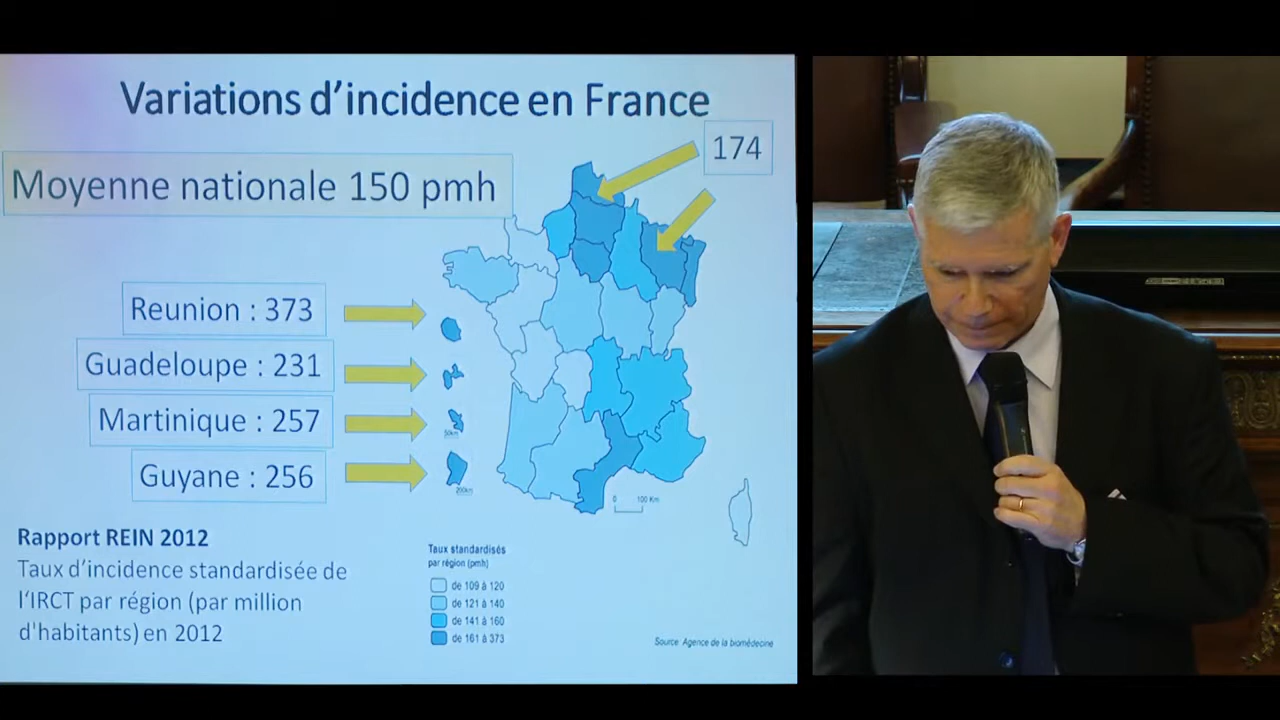 Variations d'incidence en France
174
Moyenne nationale 150 pmh
Reunion : 373
Guadeloupe : 231
Martinique : 257
Guyane : 256
50km
200km
0 100 Km
Rapport REIN 2012
Taux d'incidence standardisée de
l'IRCT par région (par million
d'habitants) en 2012
Taux standardisés
par région (pmh)
de 109 à 120
de 121 à 140
de 141 à 160
de 161 à 373
Source: Agence de la biomédecine